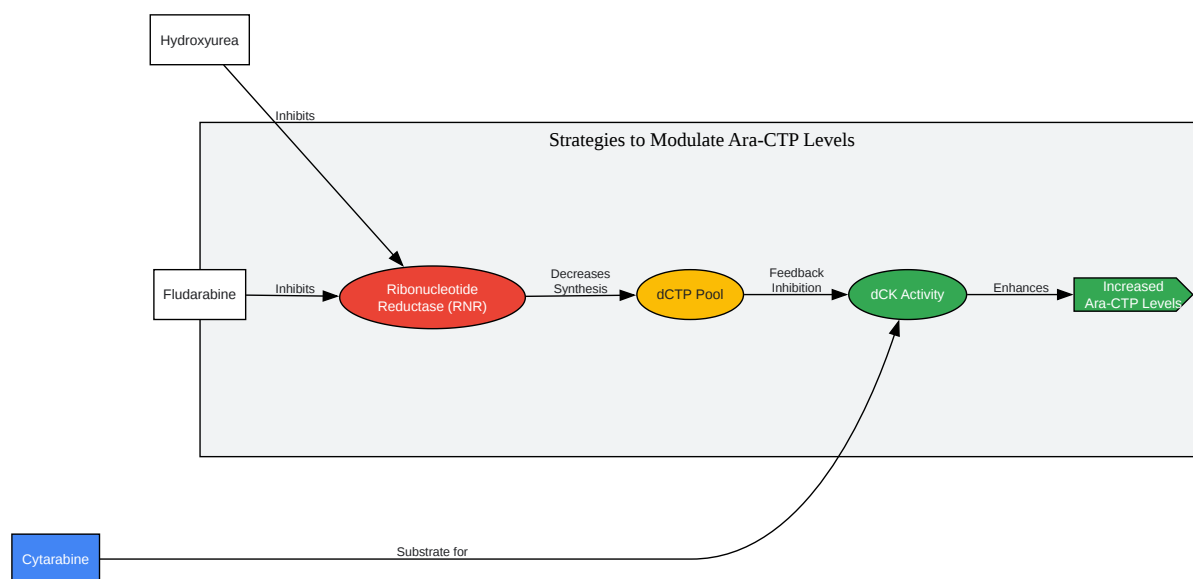 Hydroxyurea
Inhibits
Strategies to Modulate Ara-CTP Levels
Fludarabine
Inhibits
Ribonucleotide
Reductase (RNR)
Decreases
Synthesis
dCTP Pool
Feedback
Inhibition
dCK Activity
Enhances
Increased
Ara-CTP Levels
Cytarabine
Substrate for